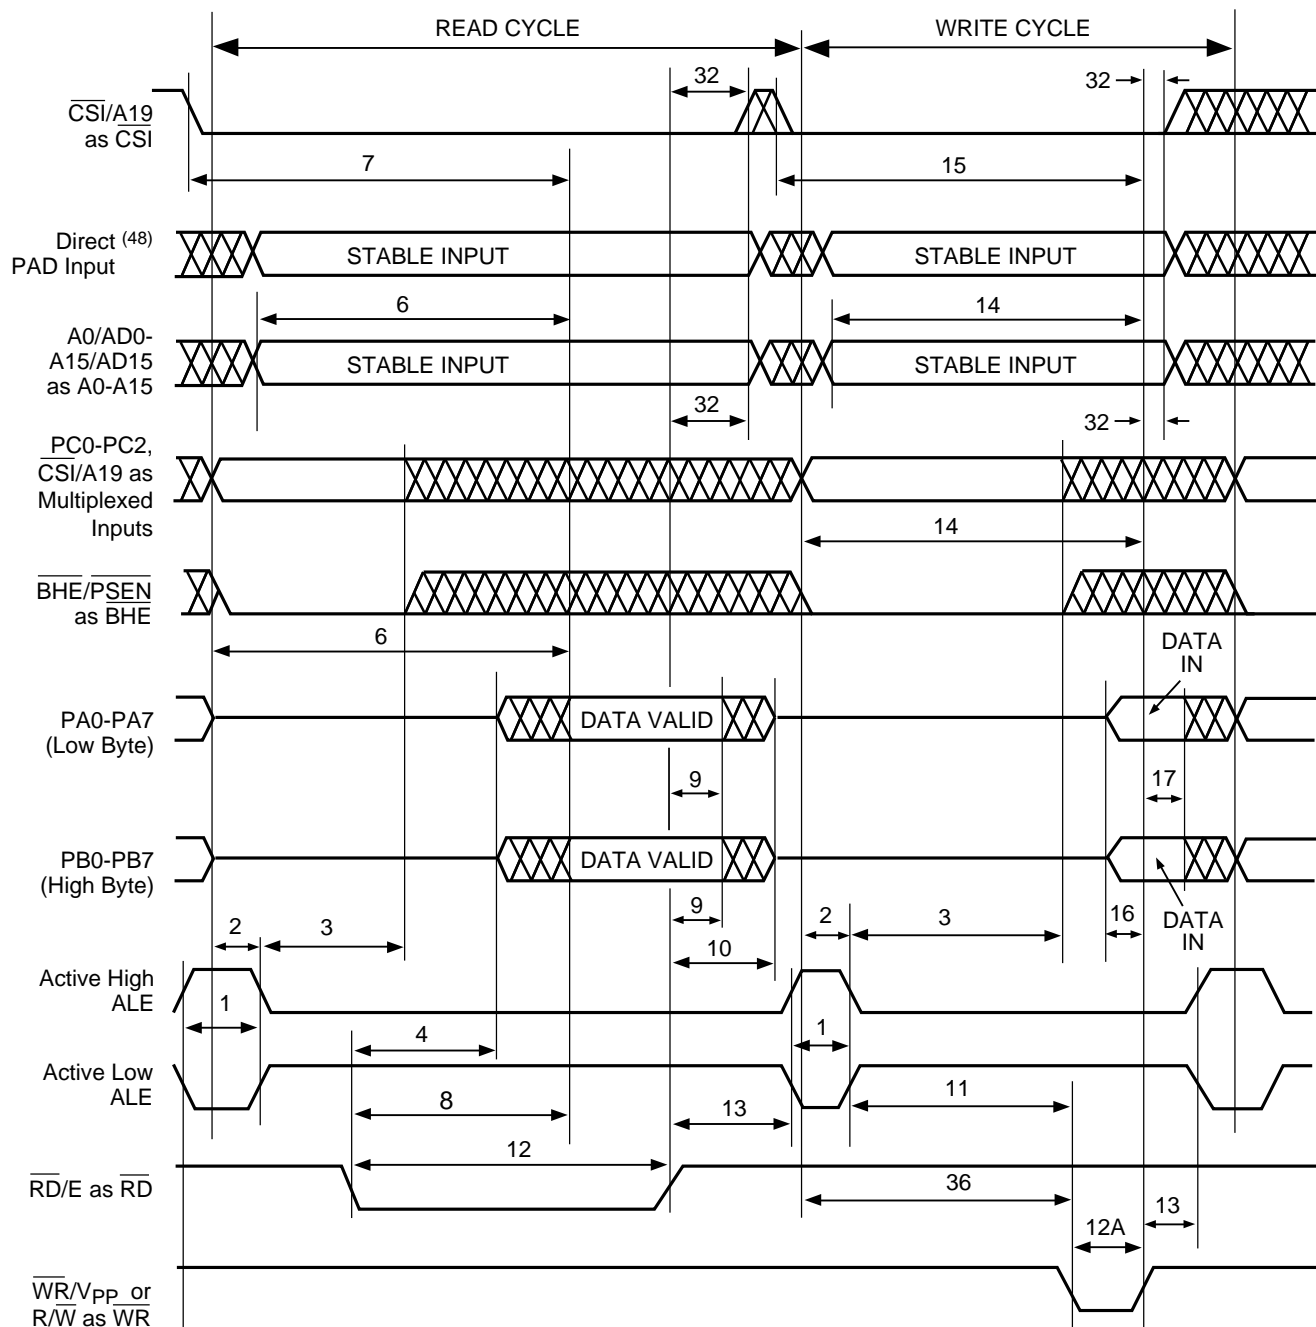 READ CYCLE WRITE CYCLE
32 32
CSI/A19
as CSI
7 15
Direct (48)
PAD Input
STABLE INPUT STABLE INPUT
6 14
A0/AD0-
A15/AD15
as A0-A15
STABLE INPUT STABLE INPUT
32 32
PC0-PC2,
CSI/A19 as
Multiplexed
Inputs
14
BHE/PSEN
as BHE
6
DATA
IN
PA0-PA7
(Low Byte)
DATA VALID
9 17
PB0-PB7
(High Byte)
DATA VALID
9 16 DATA
IN
2 3 2 3
10
Active High
ALE
1 1
4
Active Low
ALE
8 13 11
12
RD/E as RD
36 13
12A
WR/VPP or
R/W as WR